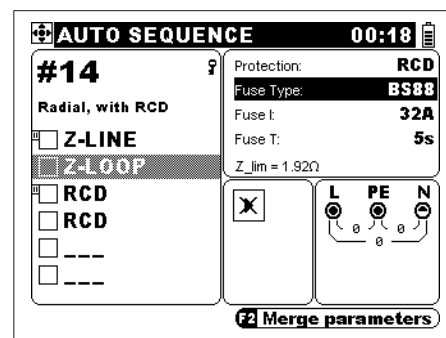 AUTO SEQUENCE 00:18
#14
Radial, with RCD
Z-LINE
Z-LOOP
RCD
RCD
---
---
Protection: RCD
Fuse Type: BS88
Fuse I: 32A
Fuse T: 5s
Z_lim = 1.92Ω
L PE N
0 0
0
F2 Merge parameters